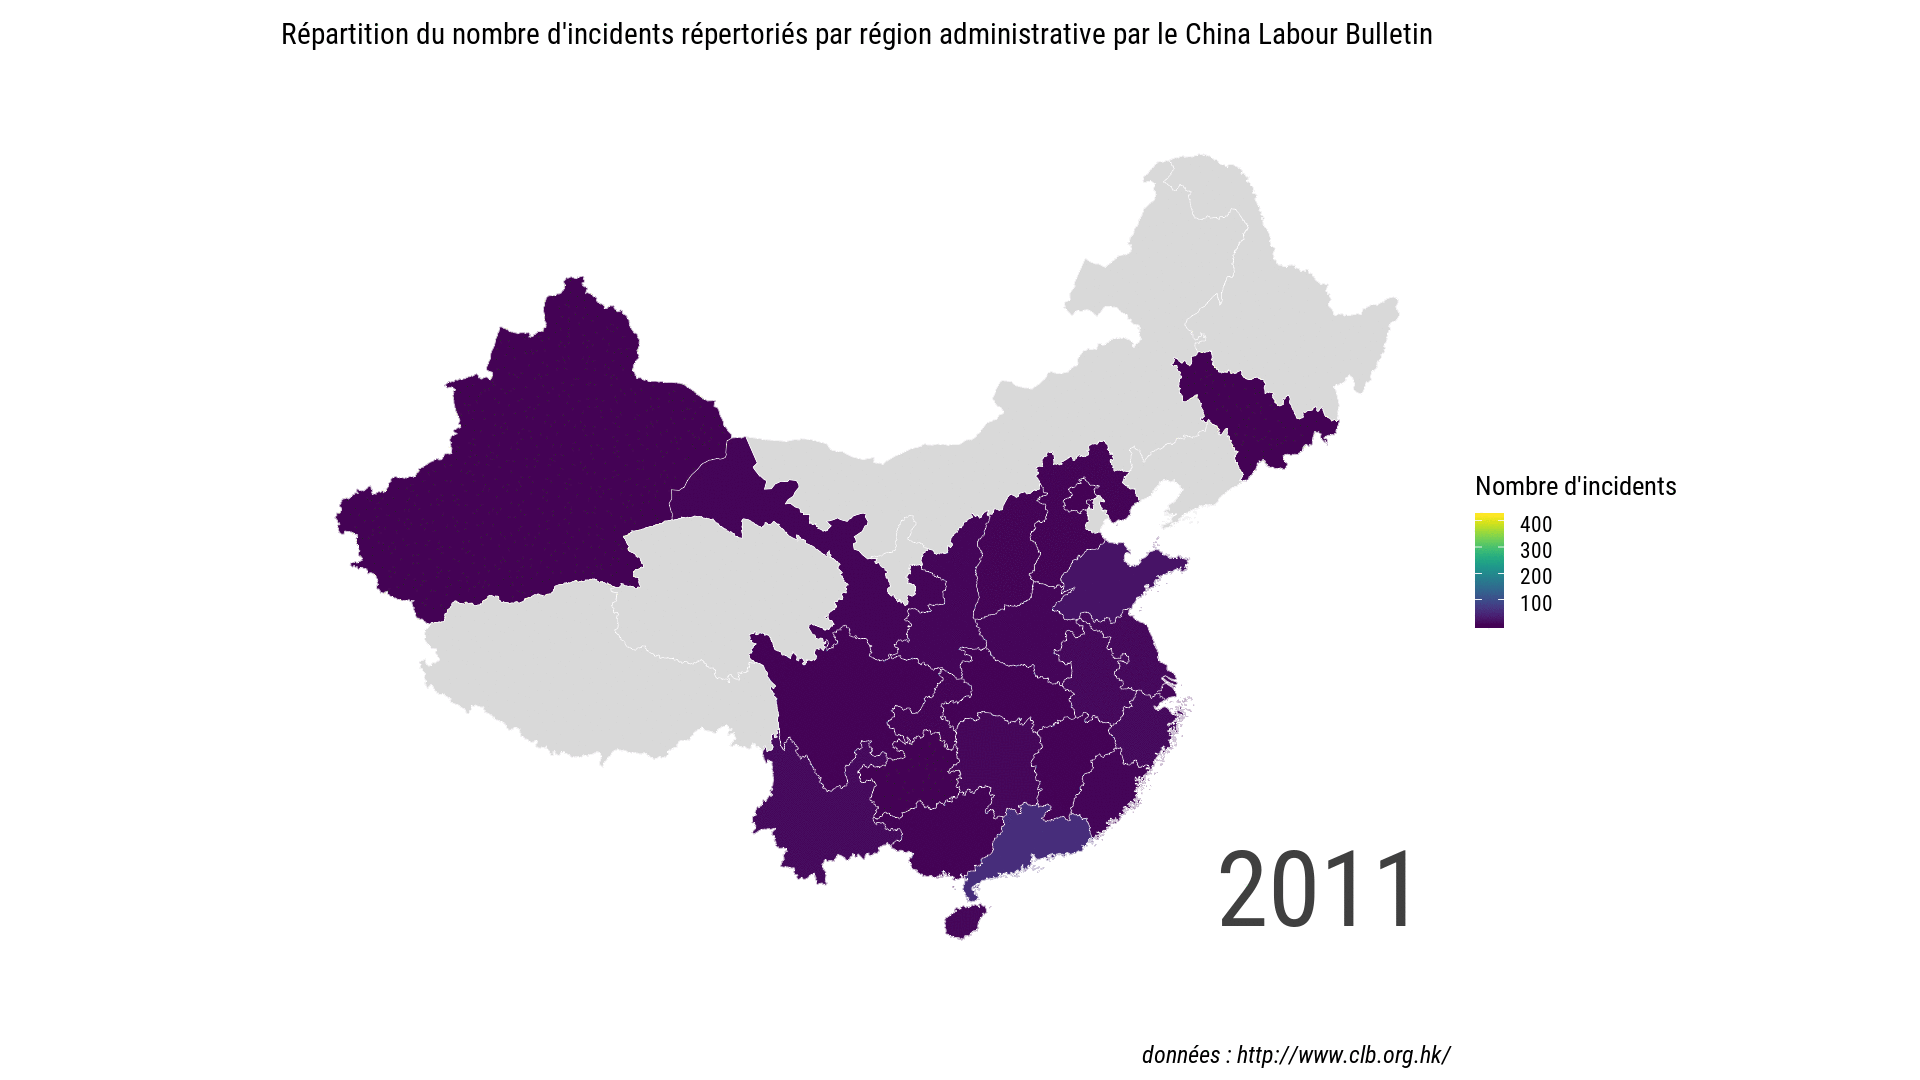 Répartition du nombre d'incidents répertoriés par région administrative par le China Labour Bulletin
Nombre d'incidents
400
300
200
100
2011
données : http://www.clb.org.hk/